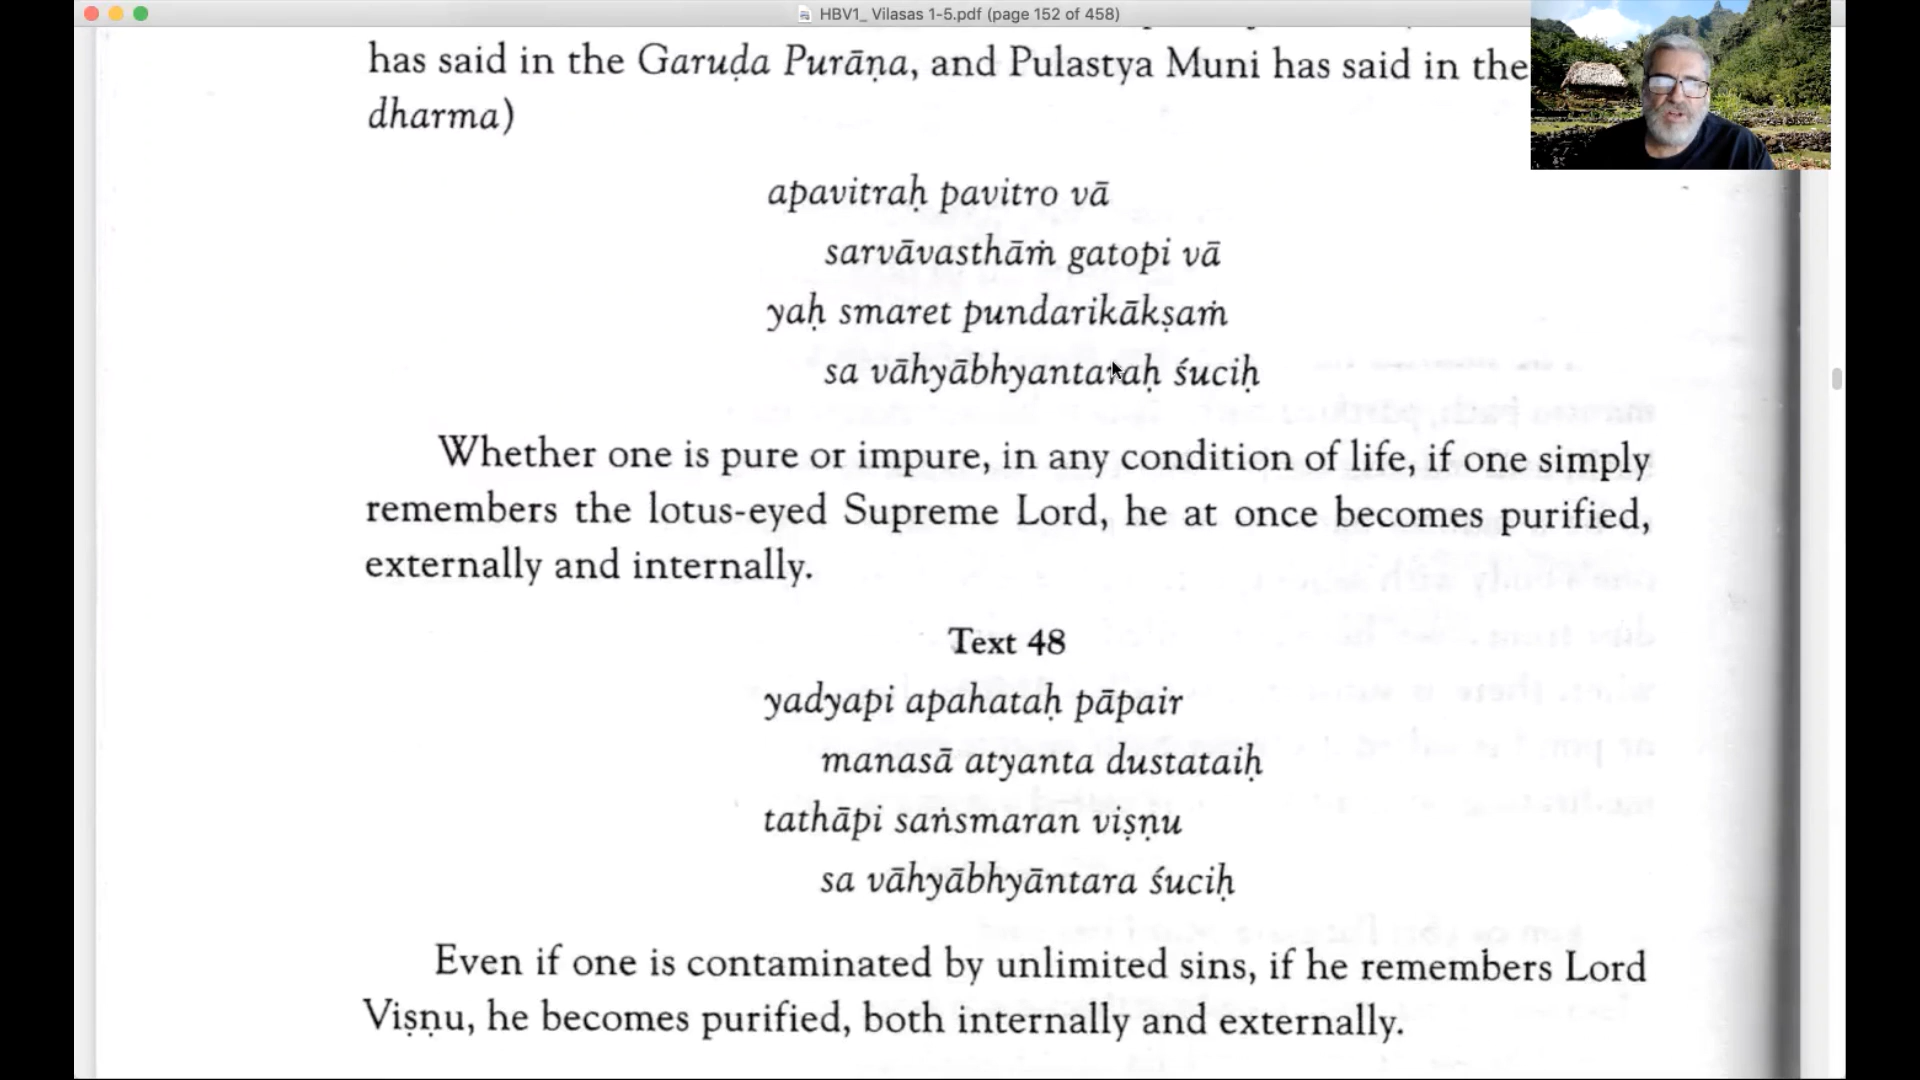 HBV1_ Vilasas 1-5.pdf (page 152 of 458)
has said in the Garuḍa Purāṇa, and Pulastya Muni has said in the
dharma)
apavitraḥ pavitro vā
sarvāvasthāṁ gatopi vā
yaḥ smaret pundarikākṣaṁ
sa vāhyābhyantaraḥ śuciḥ
Whether one is pure or impure, in any condition of life, if one simply
remembers the lotus-eyed Supreme Lord, he at once becomes purified,
externally and internally.
Text 48
yadyapi apahataḥ pāpair
manasā atyanta dustataiḥ
tathāpi saṅsmaran viṣṇu
sa vāhyābhyāntara śuciḥ
Even if one is contaminated by unlimited sins, if he remembers Lord
Viṣṇu, he becomes purified, both internally and externally.